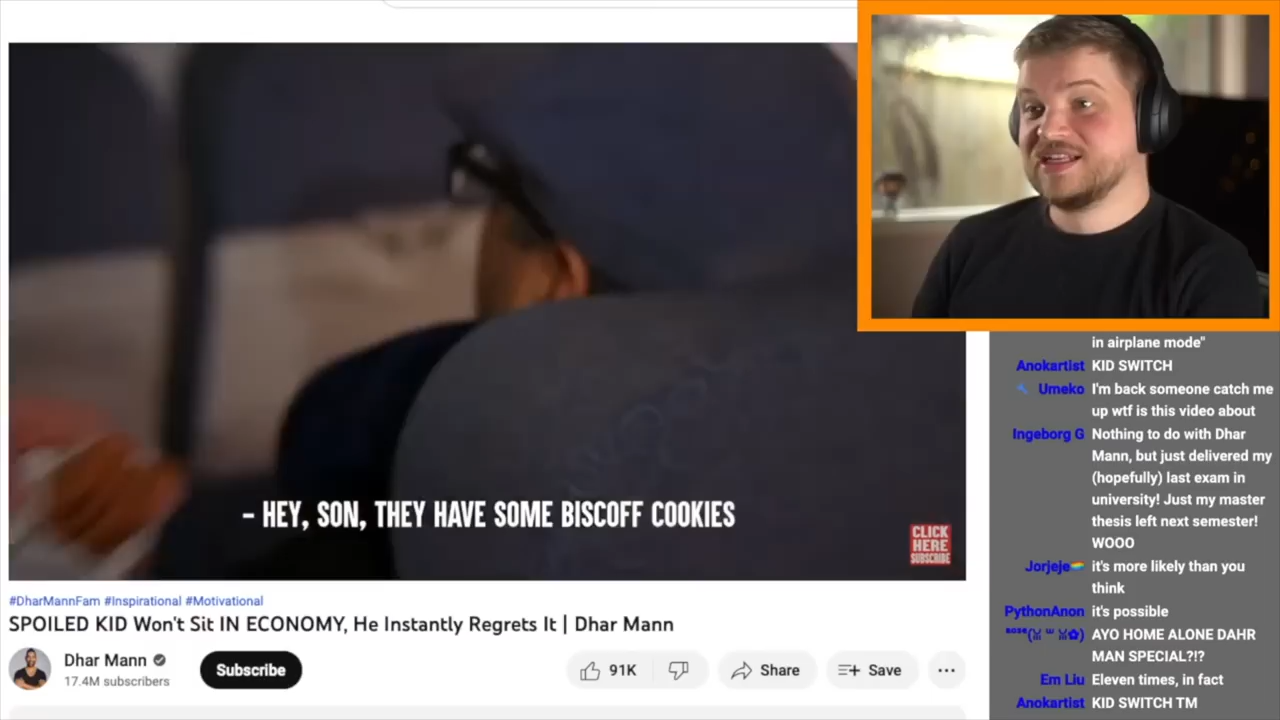 - HEY, SON, THEY HAVE SOME BISCOFF COOKIES
CLICK
HERE
SUBSCRIBE
#DharMannFam #Inspirational #Motivational
SPOILED KID Won't Sit IN ECONOMY, He Instantly Regrets It | Dhar Mann
Dhar Mann
17.4M subscribers
Subscribe
91K
Share
Save
in airplane mode"
Anokartist KID SWITCH
Umeko I'm back someone catch me
up wtf is this video about
Ingeborg G Nothing to do with Dhar
Mann, but just delivered my
(hopefully) last exam in
university! Just my master
thesis left next semester!
WOOO
Jorjeje it's more likely than you
think
PythonAnon it's possible
AYO HOME ALONE DAHR
MAN SPECIAL?!?
Em Liu Eleven times, in fact
Anokartist KID SWITCH TM